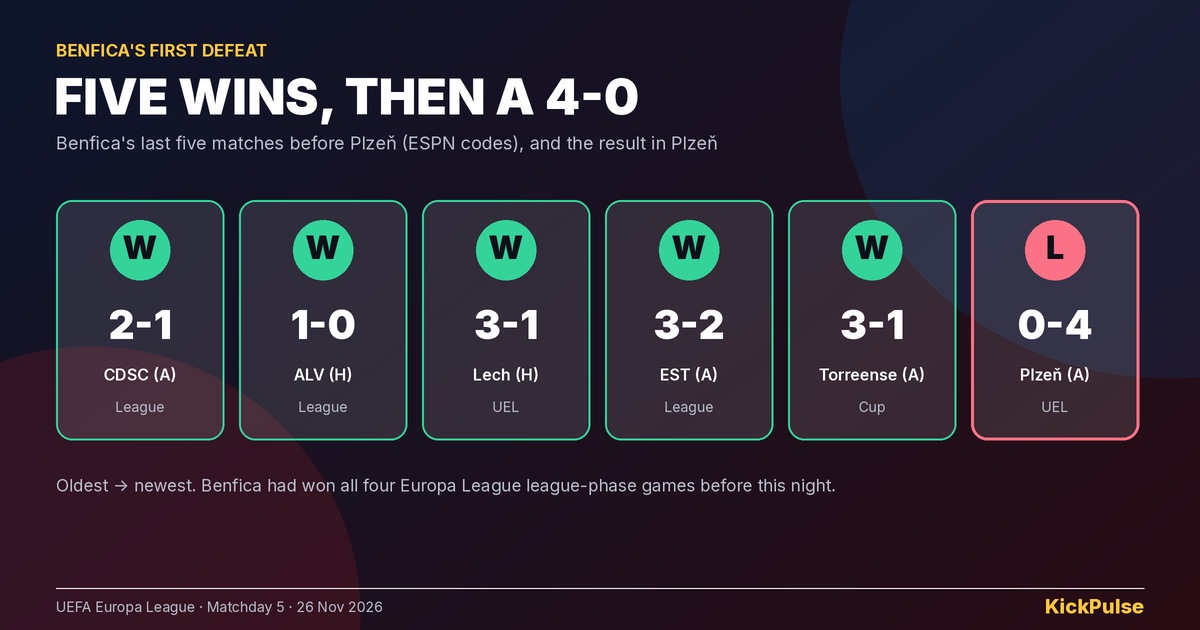 BENFICA'S FIRST DEFEAT
FIVE WINS, THEN A 4-0
Benfica's last five matches before Plzeň (ESPN codes), and the result in Plzeň
W
2-1
CDSC (A)
League
W
1-0
ALV (H)
League
W
3-1
Lech (H)
UEL
W
3-2
EST (A)
League
W
3-1
Torreense (A)
Cup
L
0-4
Plzeň (A)
UEL
Oldest → newest. Benfica had won all four Europa League league-phase games before this night.
UEFA Europa League · Matchday 5 · 26 Nov 2026
KickPulse